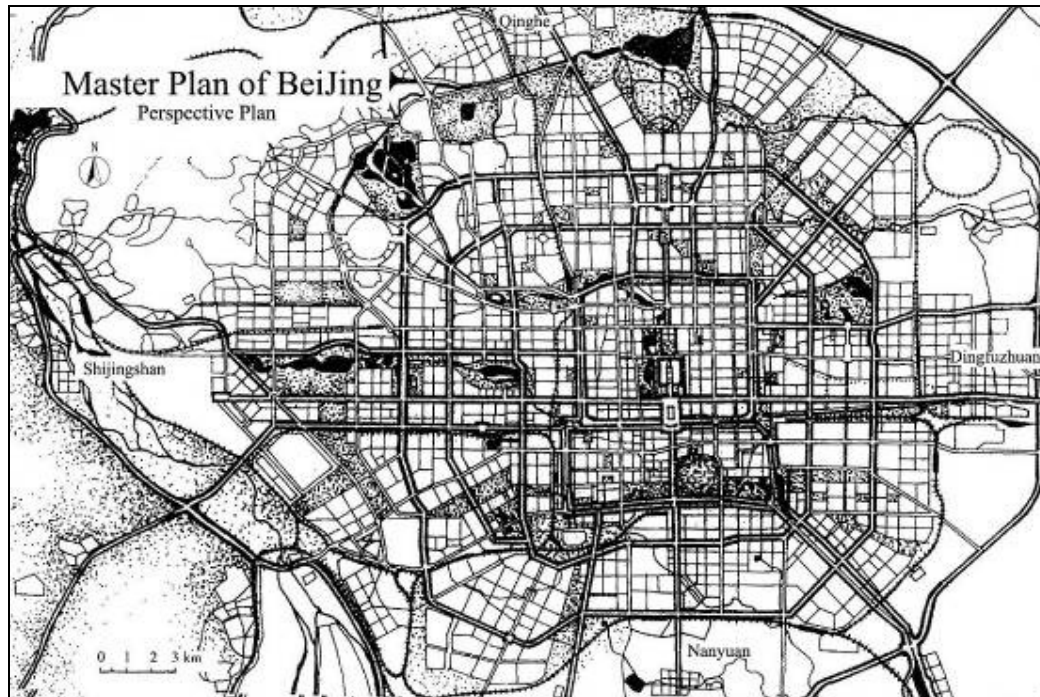 Qinghe
Master Plan of BeiJing
Perspective Plan
N
Shijingshan
Dingfuzhuan
0 1 2 3 km
Nanyuan